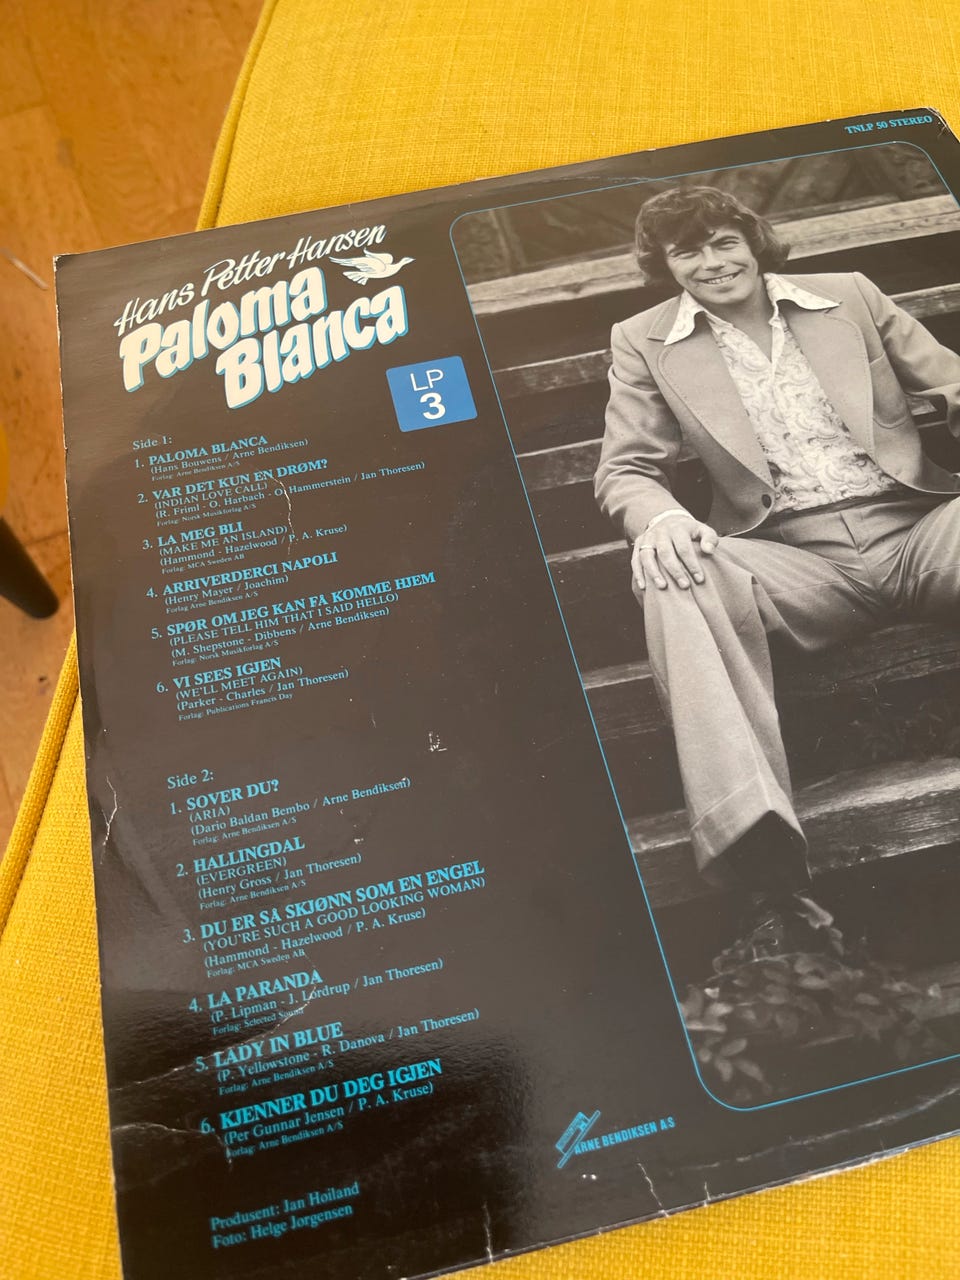 TNLP 50 STEREO
Hans Petter Hansen
Paloma
Blanca
LP
3
Side 1:
1. PALOMA BLANCA
(Hans Bouwens / Arne Bendiksen)
Forlag: Arne Bendiksen A/S
2. VAR DET KUN EN DRØM?
(INDIAN LOVE CALL)
(R. Friml - O. Harbach - O. Hammerstein / Jan Thoresen)
Forlag: Norsk Musikforlag A/S
3. LA MEG BLI
(MAKE ME AN ISLAND)
(Hammond - Hazelwood / P. A. Kruse)
Forlag: MCA Sweden AB
4. ARRIVERDERCI NAPOLI
(Henry Mayer / Joachim)
Forlag Arne Bendiksen A/S
5. SPØR OM JEG KAN FÅ KOMME HJEM
(PLEASE TELL HIM THAT I SAID HELLO)
(M. Shepstone - Dibbens / Arne Bendiksen)
Forlag: Norsk Musikforlag A/S
6. VI SEES IGJEN
(WE'LL MEET AGAIN)
(Parker - Charles / Jan Thoresen)
Forlag: Publications Francis Day
Side 2:
1. SOVER DU?
(ARIA)
(Dario Baldan Bembo / Arne Bendiksen)
Forlag: Arne Bendiksen A/S
2. HALLINGDAL
(EVERGREEN)
(Henry Gross / Jan Thoresen)
Forlag: Arne Bendiksen A/S
3. DU ER SÅ SKJØNN SOM EN ENGEL
(YOU'RE SUCH A GOOD LOOKING WOMAN)
(Hammond - Hazelwood / P. A. Kruse)
Forlag: MCA Sweden AB
4. LA PARANDA
(P. Lipman - J. Lördrup / Jan Thoresen)
Forlag: Selected Sound
5. LADY IN BLUE
(P. Yellowstone - R. Danova / Jan Thoresen)
Forlag: Arne Bendiksen A/S
6. KJENNER DU DEG IGJEN
(Per Gunnar Jensen / P. A. Kruse)
Forlag: Arne Bendiksen A/S
ARNE BENDIKSEN A/S
Produsent: Jan Hoiland
Foto: Helge Jørgensen